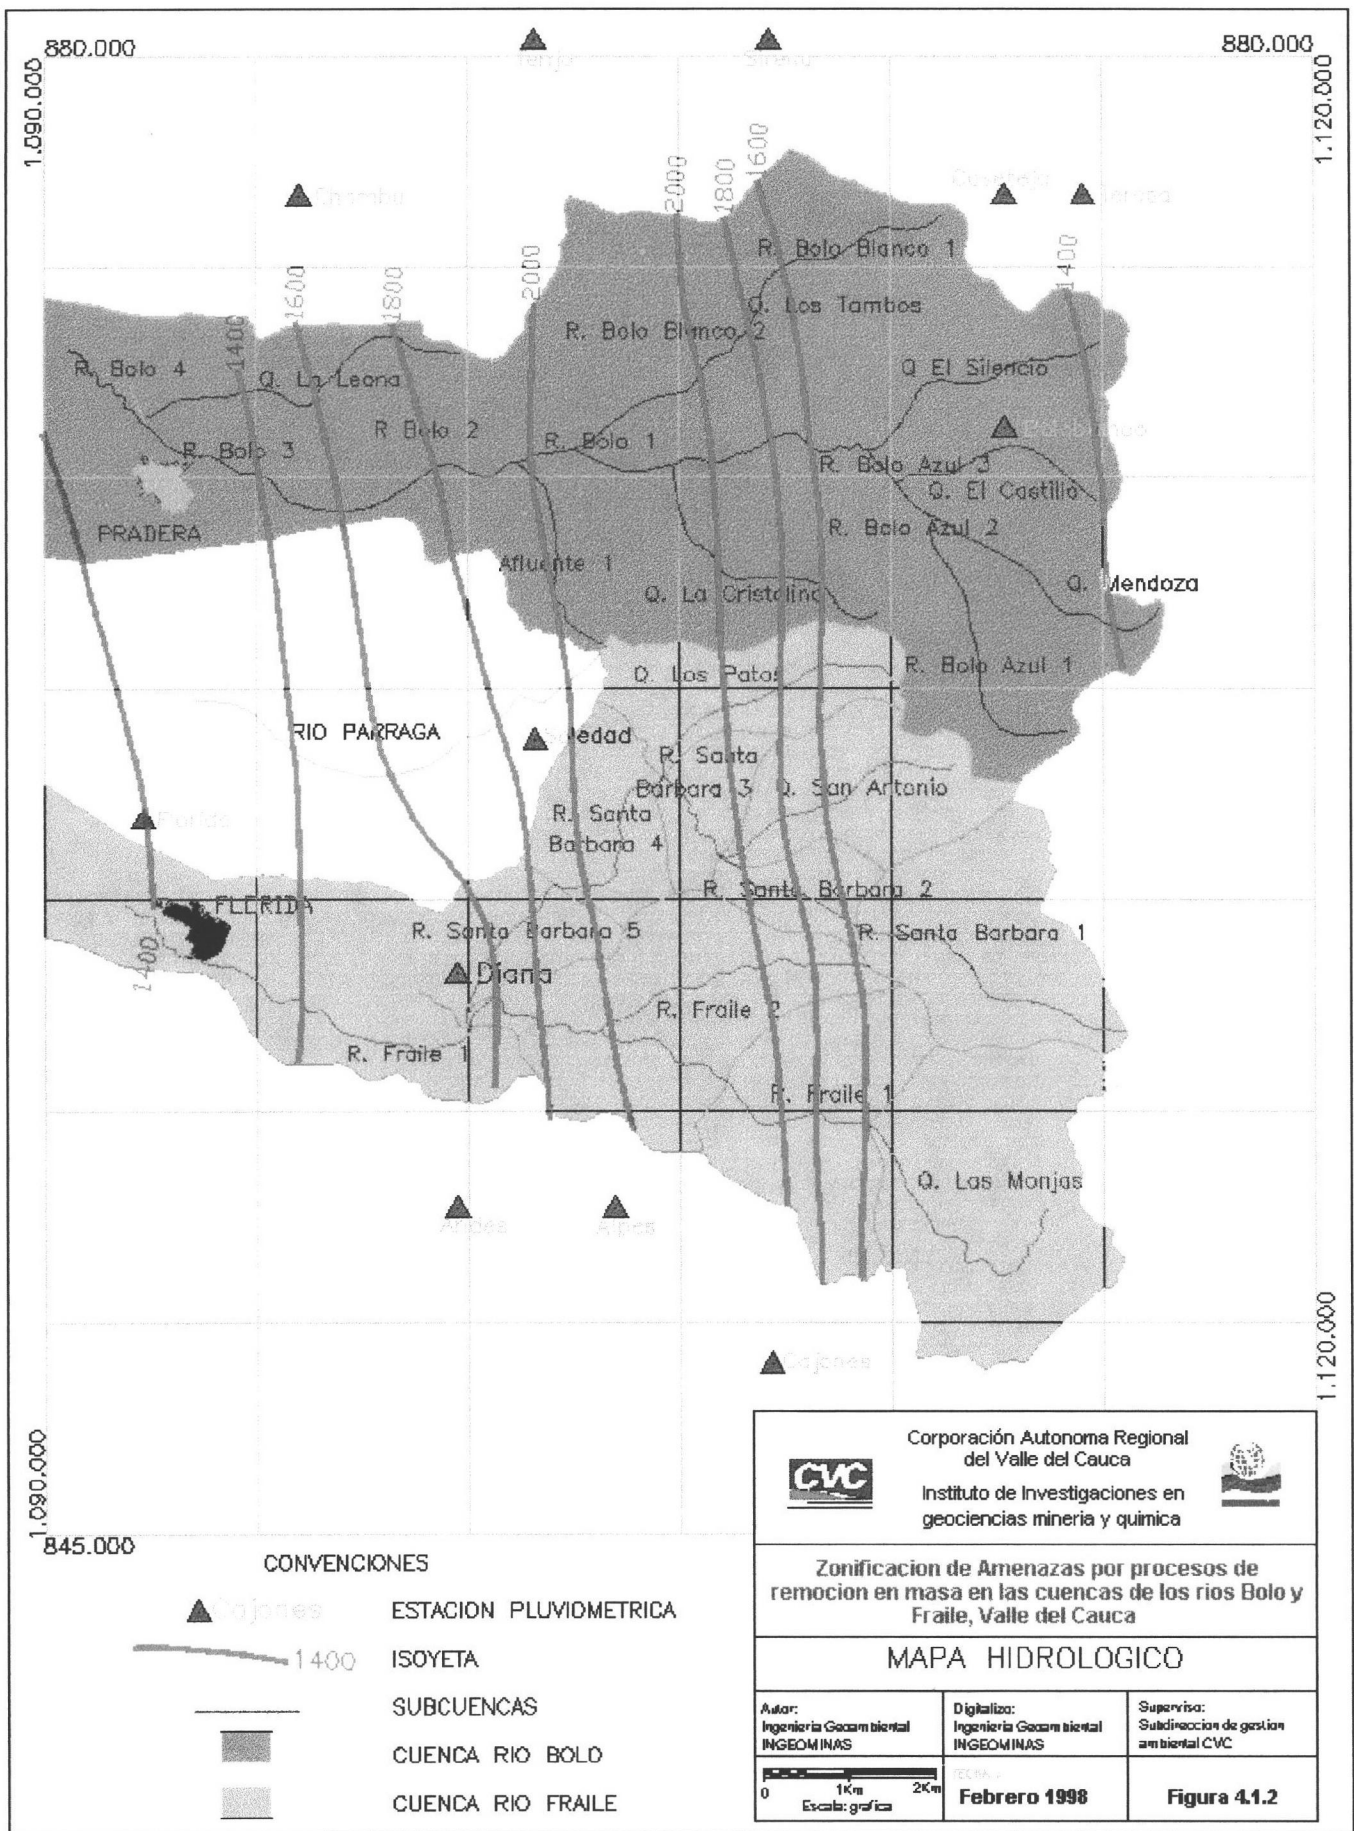 880.000
880.000
1.090.000
1.120.000
Tenjo
Sireno
Chambu
Teresa
2000
1800
1600
1400
1600
1800
2000
1400
R. Bolo Blanco 1
Q. Los Tambos
R. Bolo Blanco 2
R. Bolo 4
Q. La Leona
Q El Silencio
R. Bolo 3
R Bolo 2
R. Bolo 1
R. Bolo Azul 3
Q. El Castillo
R. Bolo Azul 2
PRADERA
Afluente 1
Q. La Cristalina
Q. Mendoza
R. Bolo Azul 1
Q. Los Patos
RIO PARRAGA
Soledad
R. Santa
Barbara 3
Q. San Antonio
R. Santa
Barbara 4
Florida
R. Santa Barbara 2
FLERIDA
R. Santa Barbara 5
R. Santa Barbara 1
1400
Diana
R. Fraile 2
R. Fraile 1
R. Fraile 1
Q. Las Monjas
Andes
Alpes
Cajones
1.120.000
1.090.000
845.000
CONVENCIONES
Cajones
ESTACION PLUVIOMETRICA
1400
ISOYETA
SUBCUENCAS
CUENCA RIO BOLO
CUENCA RIO FRAILE
CVC
Corporación Autonoma Regional
del Valle del Cauca
Instituto de Investigaciones en
geociencias mineria y quimica
Zonificacion de Amenazas por procesos de
remocion en masa en las cuencas de los rios Bolo y
Fraile, Valle del Cauca
MAPA HIDROLOGICO
Autor:
Ingenieria Geoambiental
INGEOMINAS
Digitalizo:
Ingenieria Geoambiental
INGEOMINAS
Superviso:
Subdireccion de gestion
ambiental CVC
0 1Km 2Km
Escala: grafica
FECHA:
Febrero 1998
Figura 4.1.2